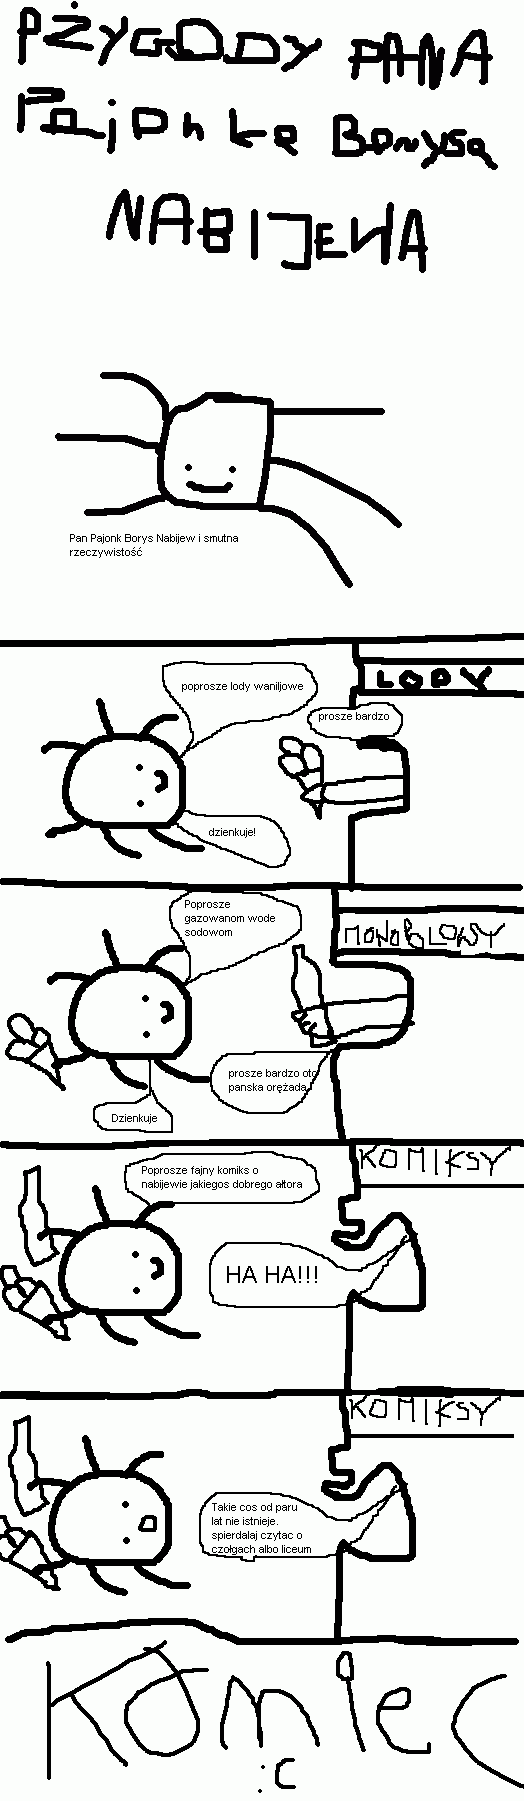 PŻYGODY PANA
Pajonka Borysa
NABIJEWA
Pan Pajonk Borys Nabijew i smutna
rzeczywistość
LODY
poprosze lody waniljowe
prosze bardzo
dzienkuje!
MONOBLOWY
Poprosze
gazowanom wode
sodowom
prosze bardzo oto
panska orężada
Dzienkuje
KOMIKSY
Poprosze fajny komiks o
nabijewie jakiegos dobrego ałtora
HA HA!!!
KOMIKSY
Takie cos od paru
lat nie istnieje.
spierdalaj czytac o
czołgach albo liceum
Komiec
:c